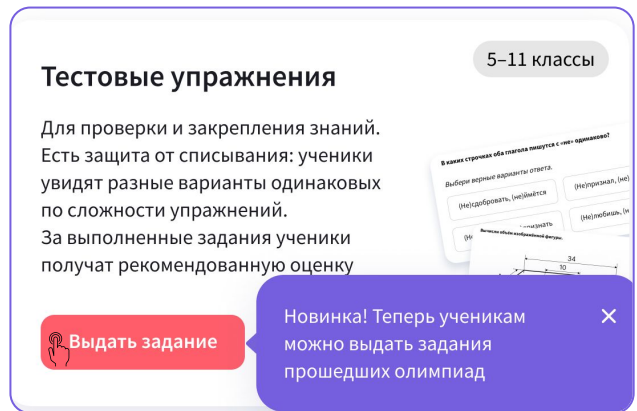 5–11 классы
Тестовые упражнения
Для проверки и закрепления знаний.
Есть защита от списывания: ученики
увидят разные варианты одинаковых
по сложности упражнений.
За выполненные задания ученики
получат рекомендованную оценку
В каких строчках оба глагола пишутся с «не» одинаково?
Выбери верные варианты ответа.
(Не)сдобровать, (не)ймётся
(Не)признал, (не)
(Не)любишь, (н
(Не
признать
Вычисли объём изображённой фигуры.
34
10
Выдать задание
Новинка! Теперь ученикам
можно выдать задания
прошедших олимпиад